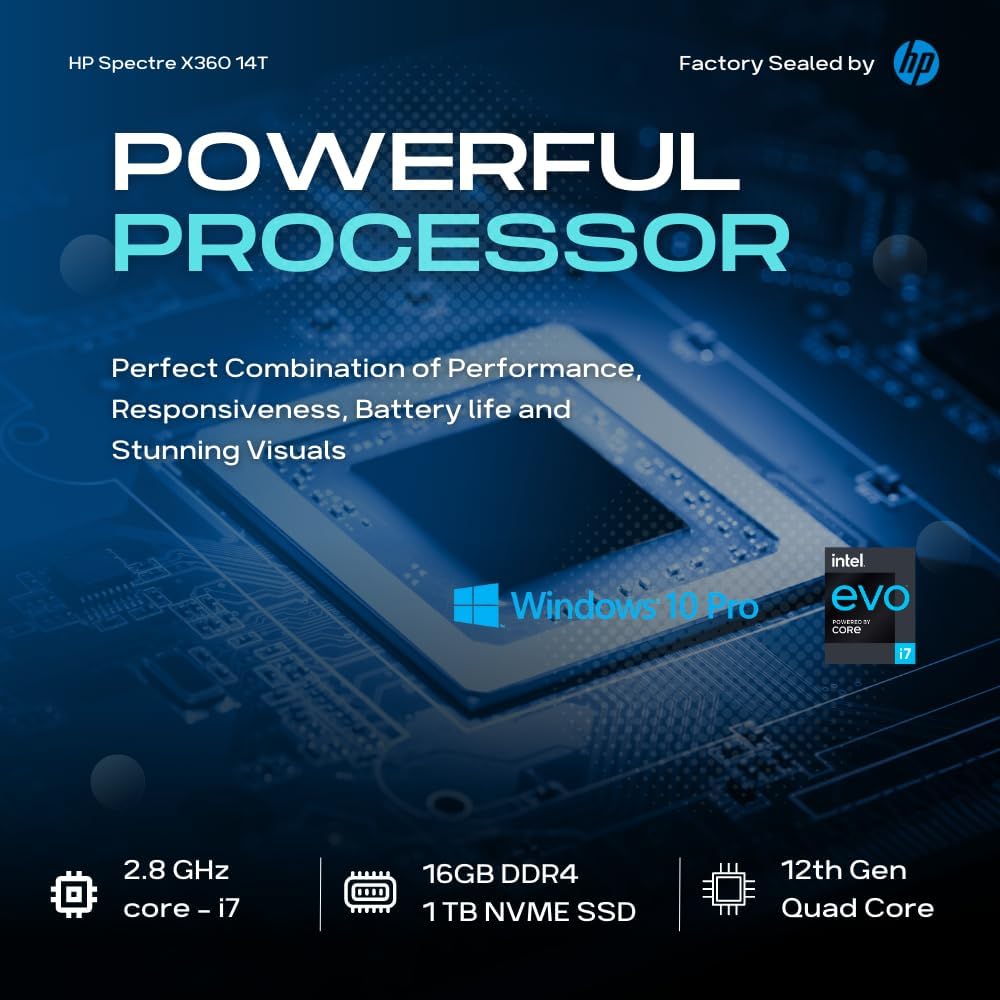 HP Spectre X360 14T
Factory Sealed by
hp
POWERFUL
PROCESSOR
Perfect Combination of Performance,
Responsiveness, Battery life and
Stunning Visuals
Windows 10 Pro
intel.
evo
POWERED BY
CORE
i7
2.8 GHz
core - i7
16GB DDR4
1 TB NVME SSD
12th Gen
Quad Core